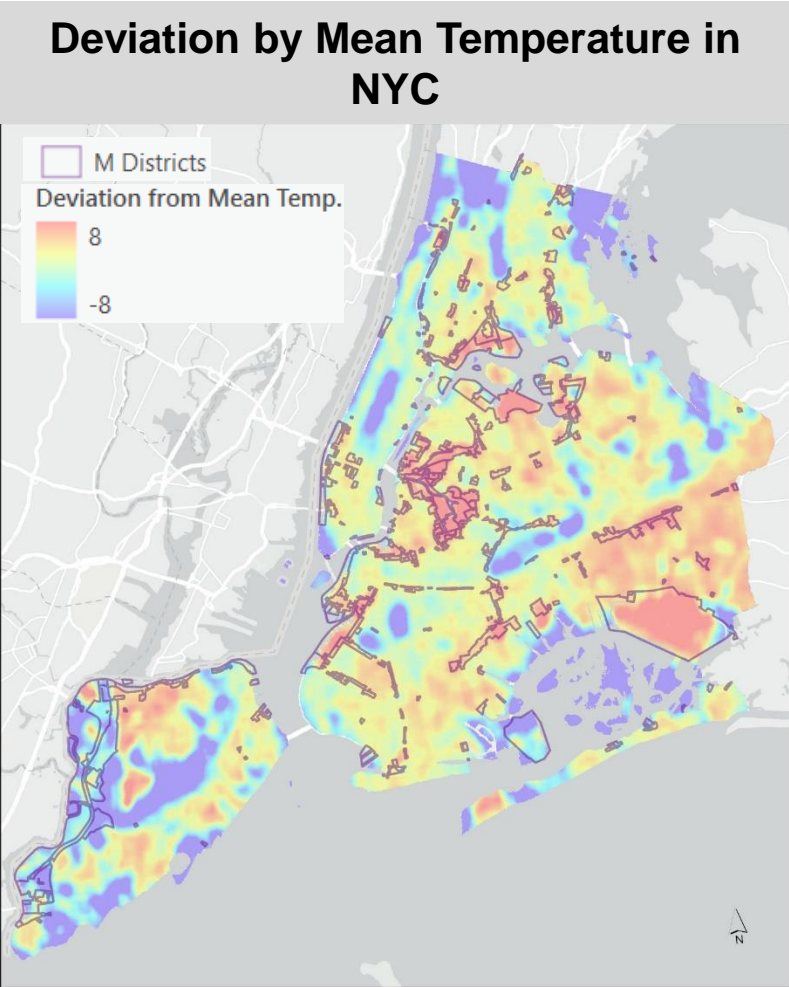 Deviation by Mean Temperature in
NYC
M Districts
Deviation from Mean Temp.
8
-8
N